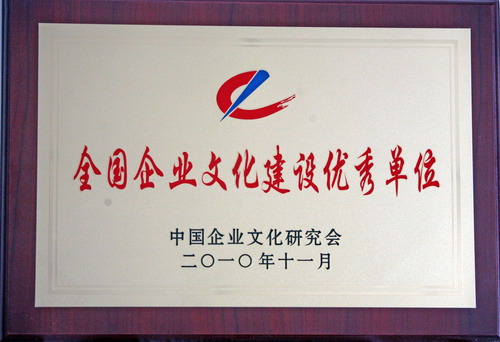 全国企业文化建设优秀单位
中国企业文化研究会
二〇一〇年十一月